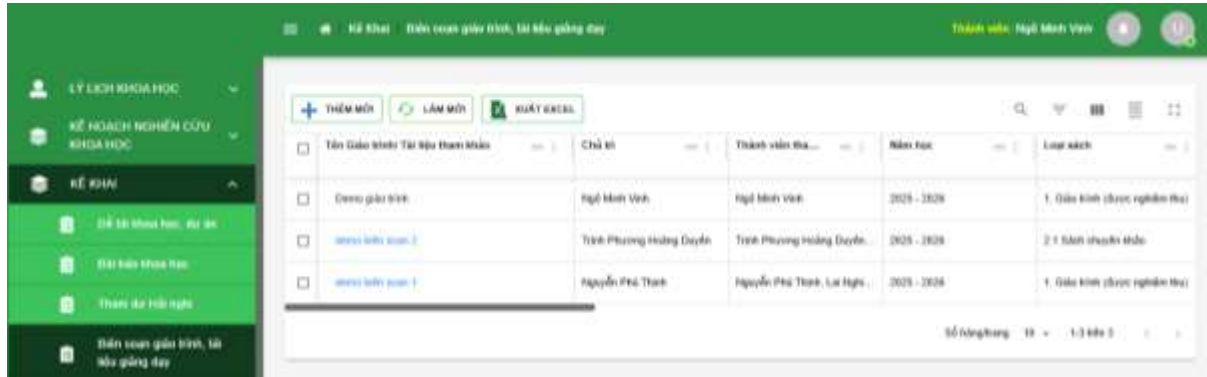 Kê Khai Biên soạn giáo trình, tài liệu giảng dạy
Thành viên: Ngô Minh Vinh
LÝ LỊCH KHOA HỌC
KẾ HOẠCH NGHIÊN CỨU
KHOA HỌC
KÊ KHAI
Đề tài khoa học, dự án
Bài báo khoa học
Tham dự Hội nghị
Biên soạn giáo trình, tài
liệu giảng dạy
THÊM MỚI LÀM MỚI XUẤT EXCEL
Tên Giáo trình/ Tài liệu tham khảo Chủ trì Thành viên tha... Năm học Loại sách
Demo giáo trình Ngô Minh Vinh Ngô Minh Vinh 2025 - 2026 1. Giáo trình (được nghiệm thu)
demo biên soạn 2 Trịnh Phương Hoàng Duyên Trịnh Phương Hoàng Duyên... 2025 - 2026 2.1 Sách chuyên khảo
demo biên soạn 1 Nguyễn Phú Thịnh Nguyễn Phú Thịnh, Lai Nghi... 2025 - 2026 1. Giáo trình (được nghiệm thu)
Số hàng/trang 10 1-3 trên 3